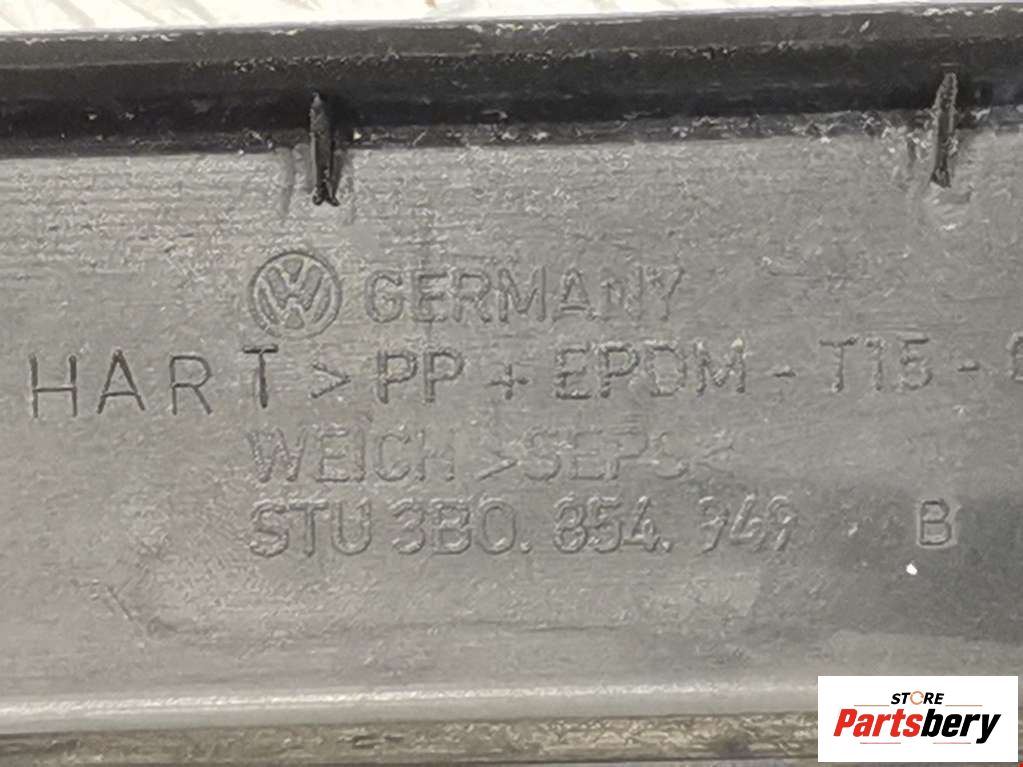 GERMANY
HART >PP + EPDM - T15 -
WEICH >SEPS<
STU 3B0. 854. 949 B
STORE
Partsbery